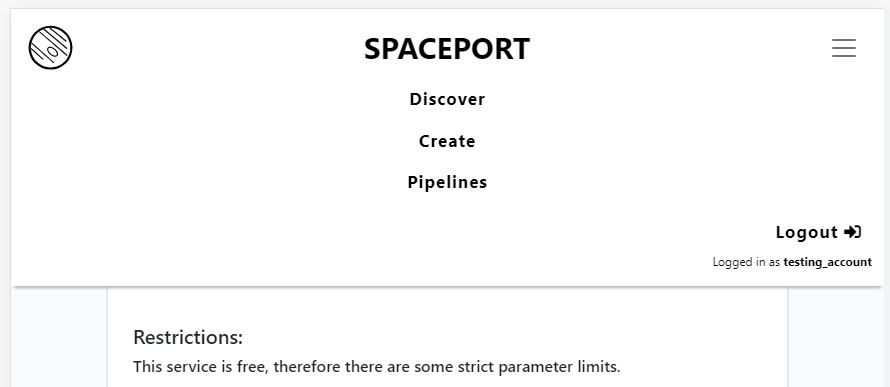 SPACEPORT
Discover
Create
Pipelines
Logout
Logged in as testing_account
Restrictions:
This service is free, therefore there are some strict parameter limits.